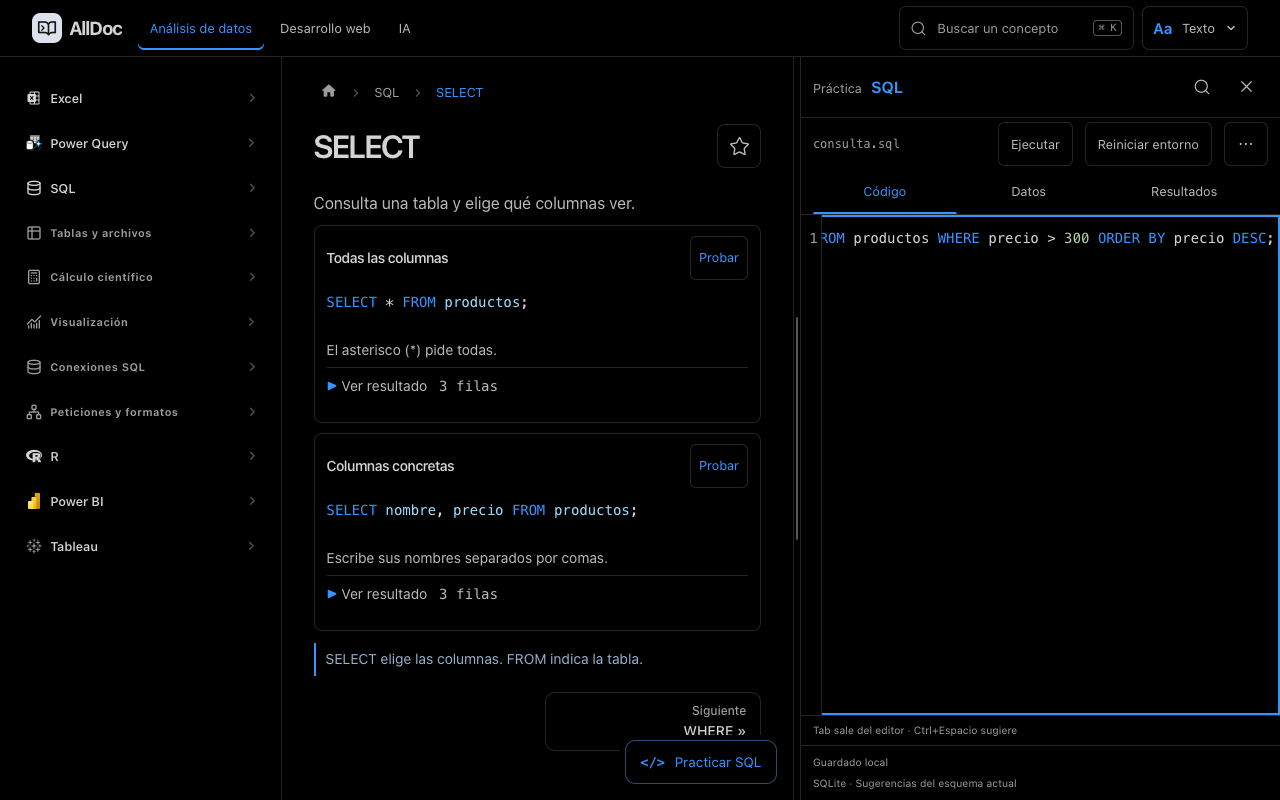 AllDoc
Análisis de datos
Desarrollo web
IA
Buscar un concepto
⌘ K
Aa Texto
Excel
Power Query
SQL
Tablas y archivos
Cálculo científico
Visualización
Conexiones SQL
Peticiones y formatos
R
Power BI
Tableau
SQL
SELECT
SELECT
Consulta una tabla y elige qué columnas ver.
Todas las columnas
Probar
SELECT * FROM productos;
El asterisco (*) pide todas.
Ver resultado 3 filas
Columnas concretas
Probar
SELECT nombre, precio FROM productos;
Escribe sus nombres separados por comas.
Ver resultado 3 filas
SELECT elige las columnas. FROM indica la tabla.
Siguiente
WHERE »
</> Practicar SQL
Práctica SQL
consulta.sql
Ejecutar
Reiniciar entorno
...
Código
Datos
Resultados
1 ROM productos WHERE precio > 300 ORDER BY precio DESC;
Tab sale del editor · Ctrl+Espacio sugiere
Guardado local
SQLite · Sugerencias del esquema actual